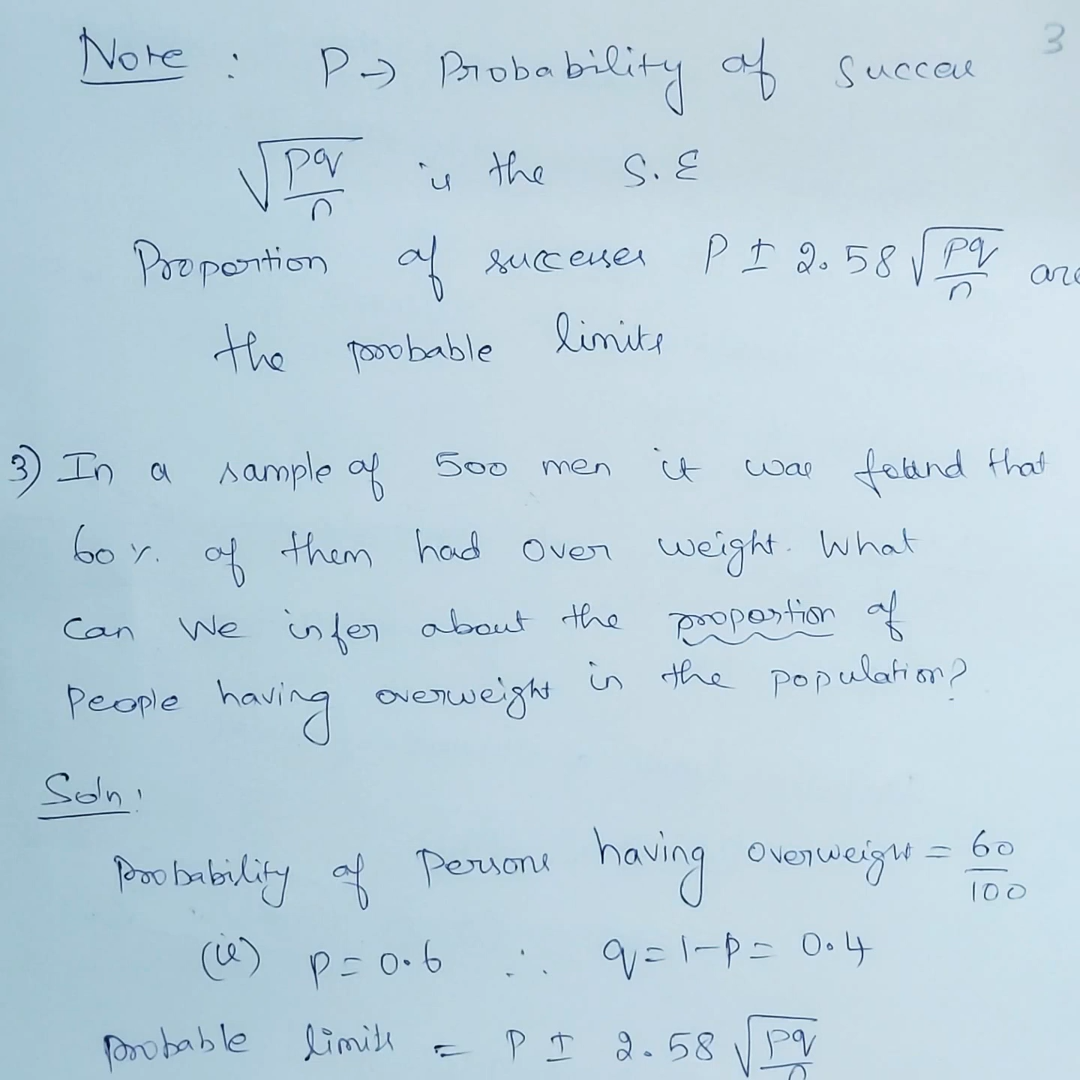 3
Note : P → Probability of success
√(pq/n) is the S.E
Proportion of successes P ± 2.58 √(pq/n) are
the probable limits
3) In a sample of 500 men it was found that
60 %. of them had over weight. What
can we infer about the proportion of
People having overweight in the population?
Soln:
Probability of Persons having overweight = 60/100
(ie) p = 0.6 ∴ q = 1 - p = 0.4
Probable limits = P ± 2.58 √(pq/n)